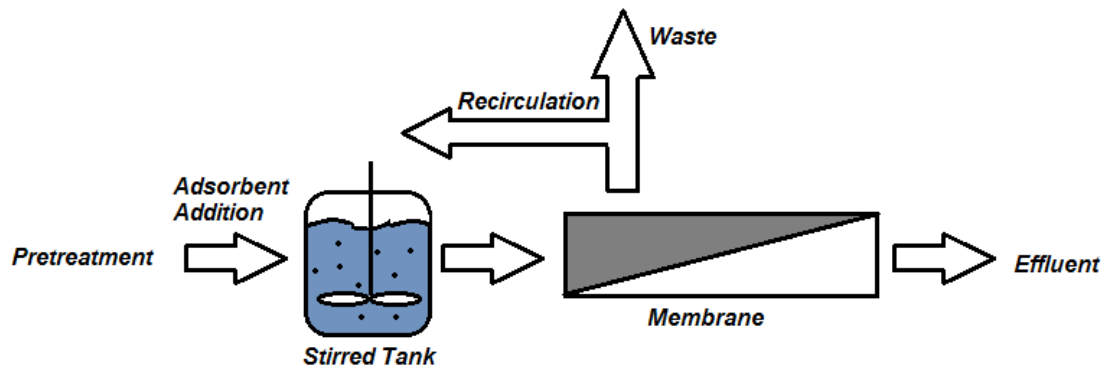 Waste
Recirculation
Adsorbent
Addition
Pretreatment
Effluent
Membrane
Stirred Tank